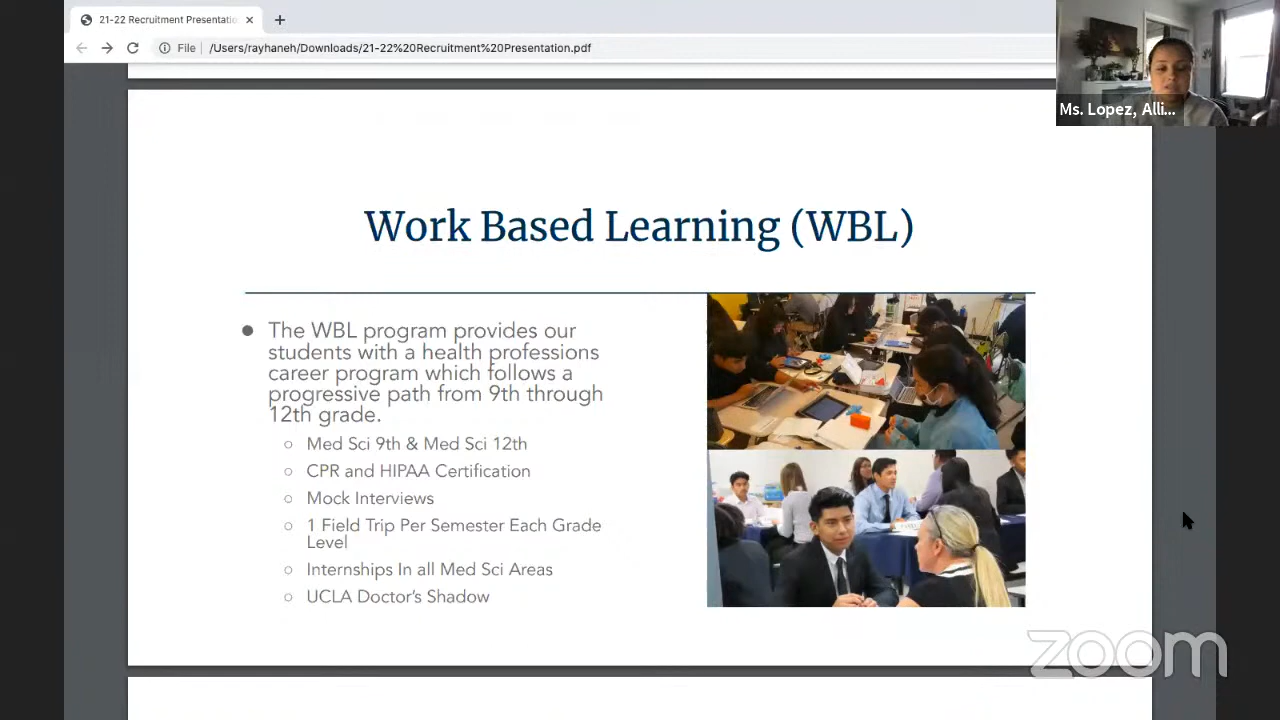 21-22 Recruitment Presentatio
File
/Users/rayhaneh/Downloads/21-22%20Recruitment%20Presentation.pdf
Ms. Lopez, Alli...
Work Based Learning (WBL)
The WBL program provides our
students with a health professions
career program which follows a
progressive path from 9th through
12th grade.
Med Sci 9th & Med Sci 12th
CPR and HIPAA Certification
Mock Interviews
1 Field Trip Per Semester Each Grade
Level
Internships In all Med Sci Areas
UCLA Doctor's Shadow
zoom